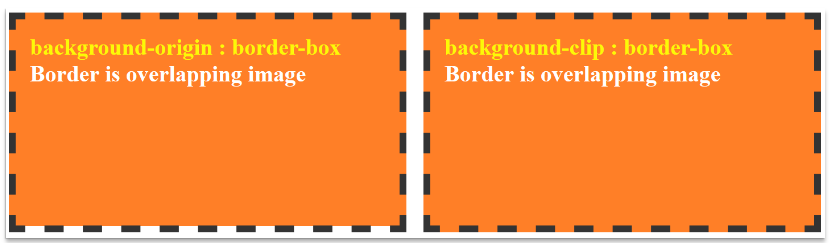 background-origin : border-box
Border is overlapping image
background-clip : border-box
Border is overlapping image